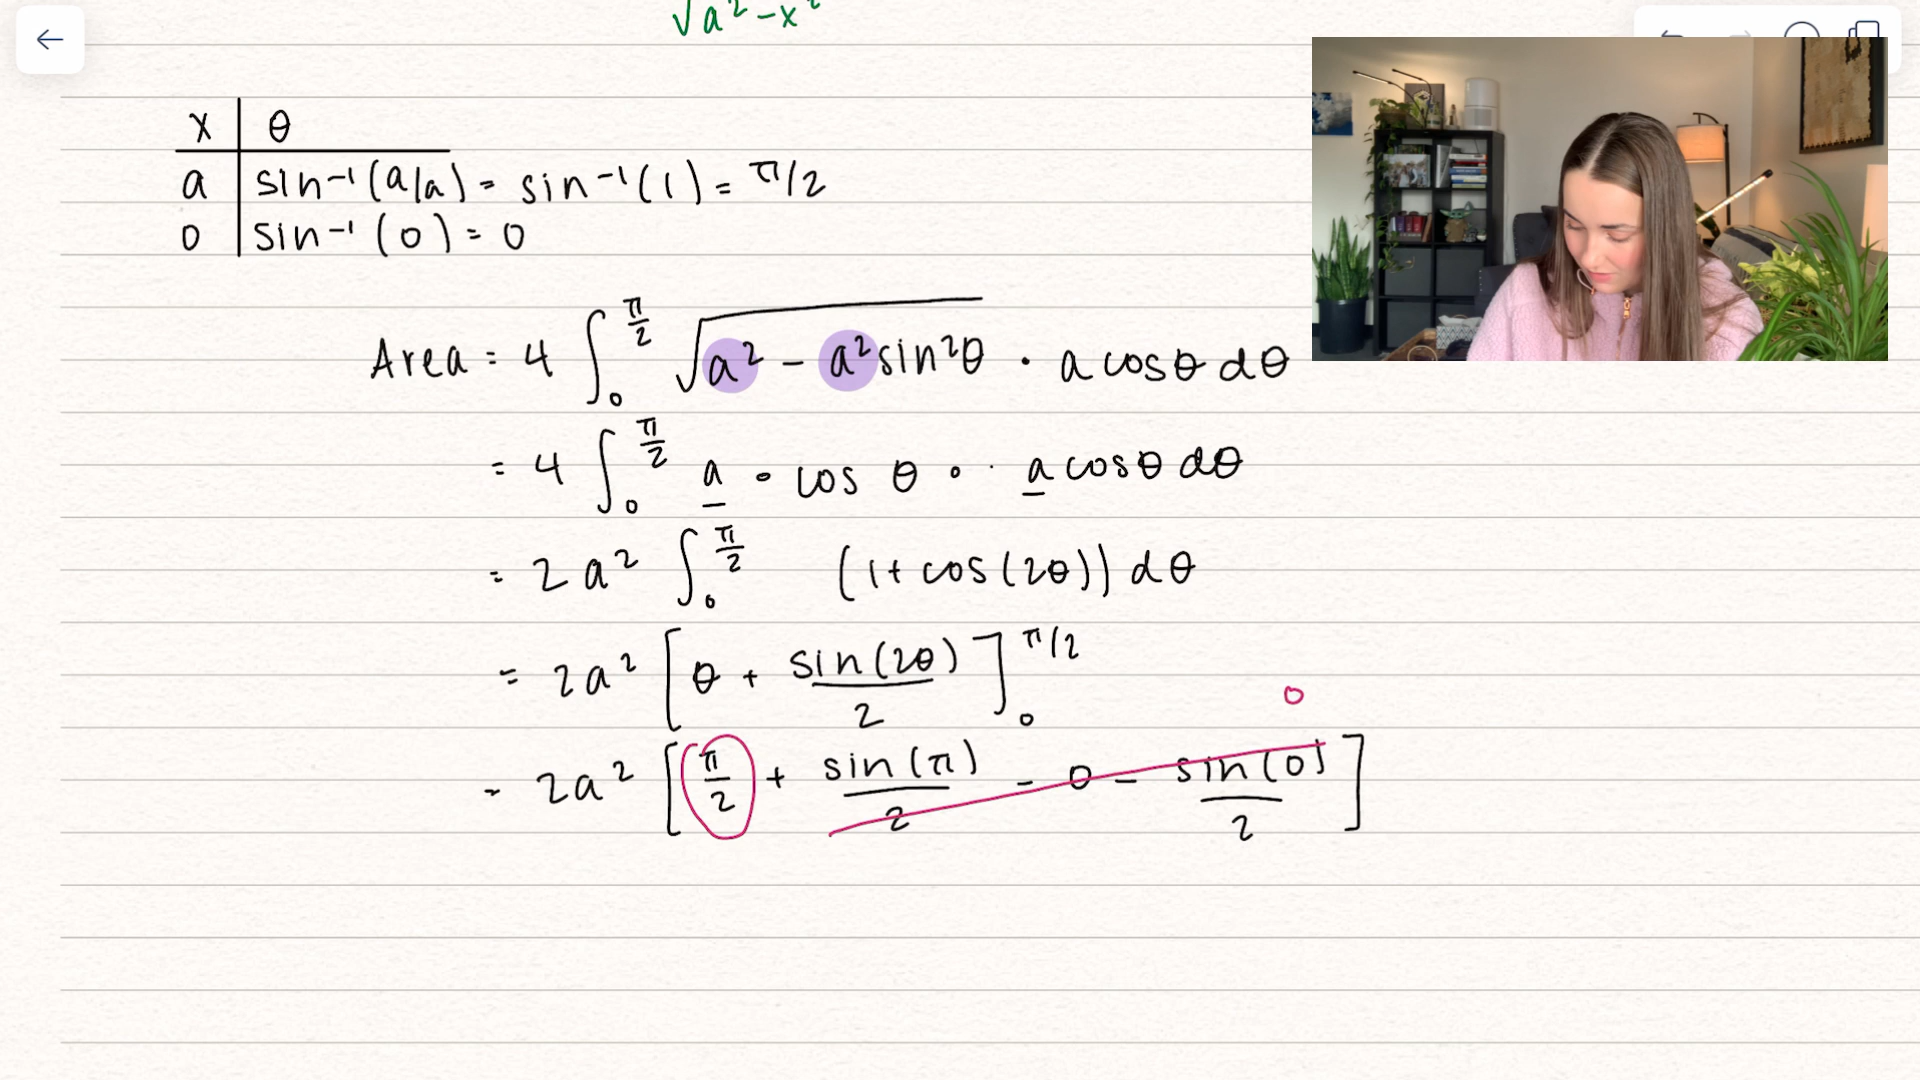 √a² - x²
x | θ
a | sin⁻¹(a/a) = sin⁻¹(1) = π/2
0 | sin⁻¹(0) = 0
Area = 4 ∫₀^(π/2) √(a² - a² sin²θ) · a cosθ dθ
= 4 ∫₀^(π/2) a · cos θ · a cosθ dθ
= 2a² ∫₀^(π/2) (1 + cos(2θ)) dθ
= 2a² [θ + sin(2θ)/2]₀^(π/2)
0
= 2a² [π/2 + sin(π)/2 - 0 - sin(0)/2]